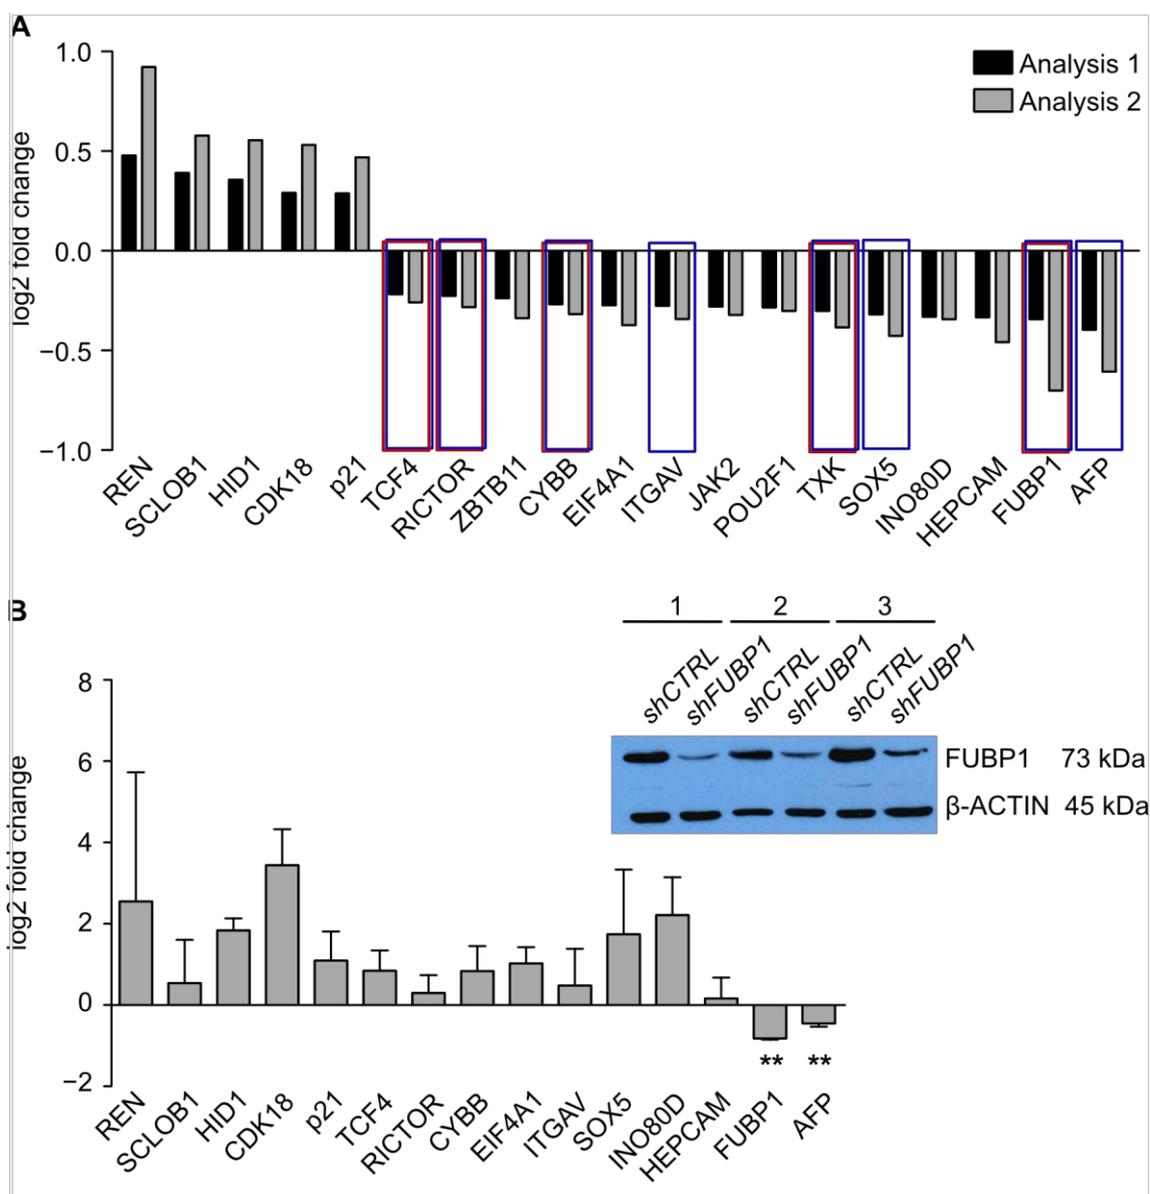 A
1.0
0.5
0.0
−0.5
−1.0
log2 fold change
Analysis 1
Analysis 2
REN
SCLOB1
HID1
CDK18
p21
TCF4
RICTOR
ZBTB11
CYBB
EIF4A1
ITGAV
JAK2
POU2F1
TXK
SOX5
INO80D
HEPCAM
FUBP1
AFP
B
1 2 3
shCTRL
shFUBP1
shCTRL
shFUBP1
shCTRL
shFUBP1
FUBP1 73 kDa
β-ACTIN 45 kDa
8
6
4
2
0
−2
log2 fold change
** **
REN
SCLOB1
HID1
CDK18
p21
TCF4
RICTOR
CYBB
EIF4A1
ITGAV
SOX5
INO80D
HEPCAM
FUBP1
AFP